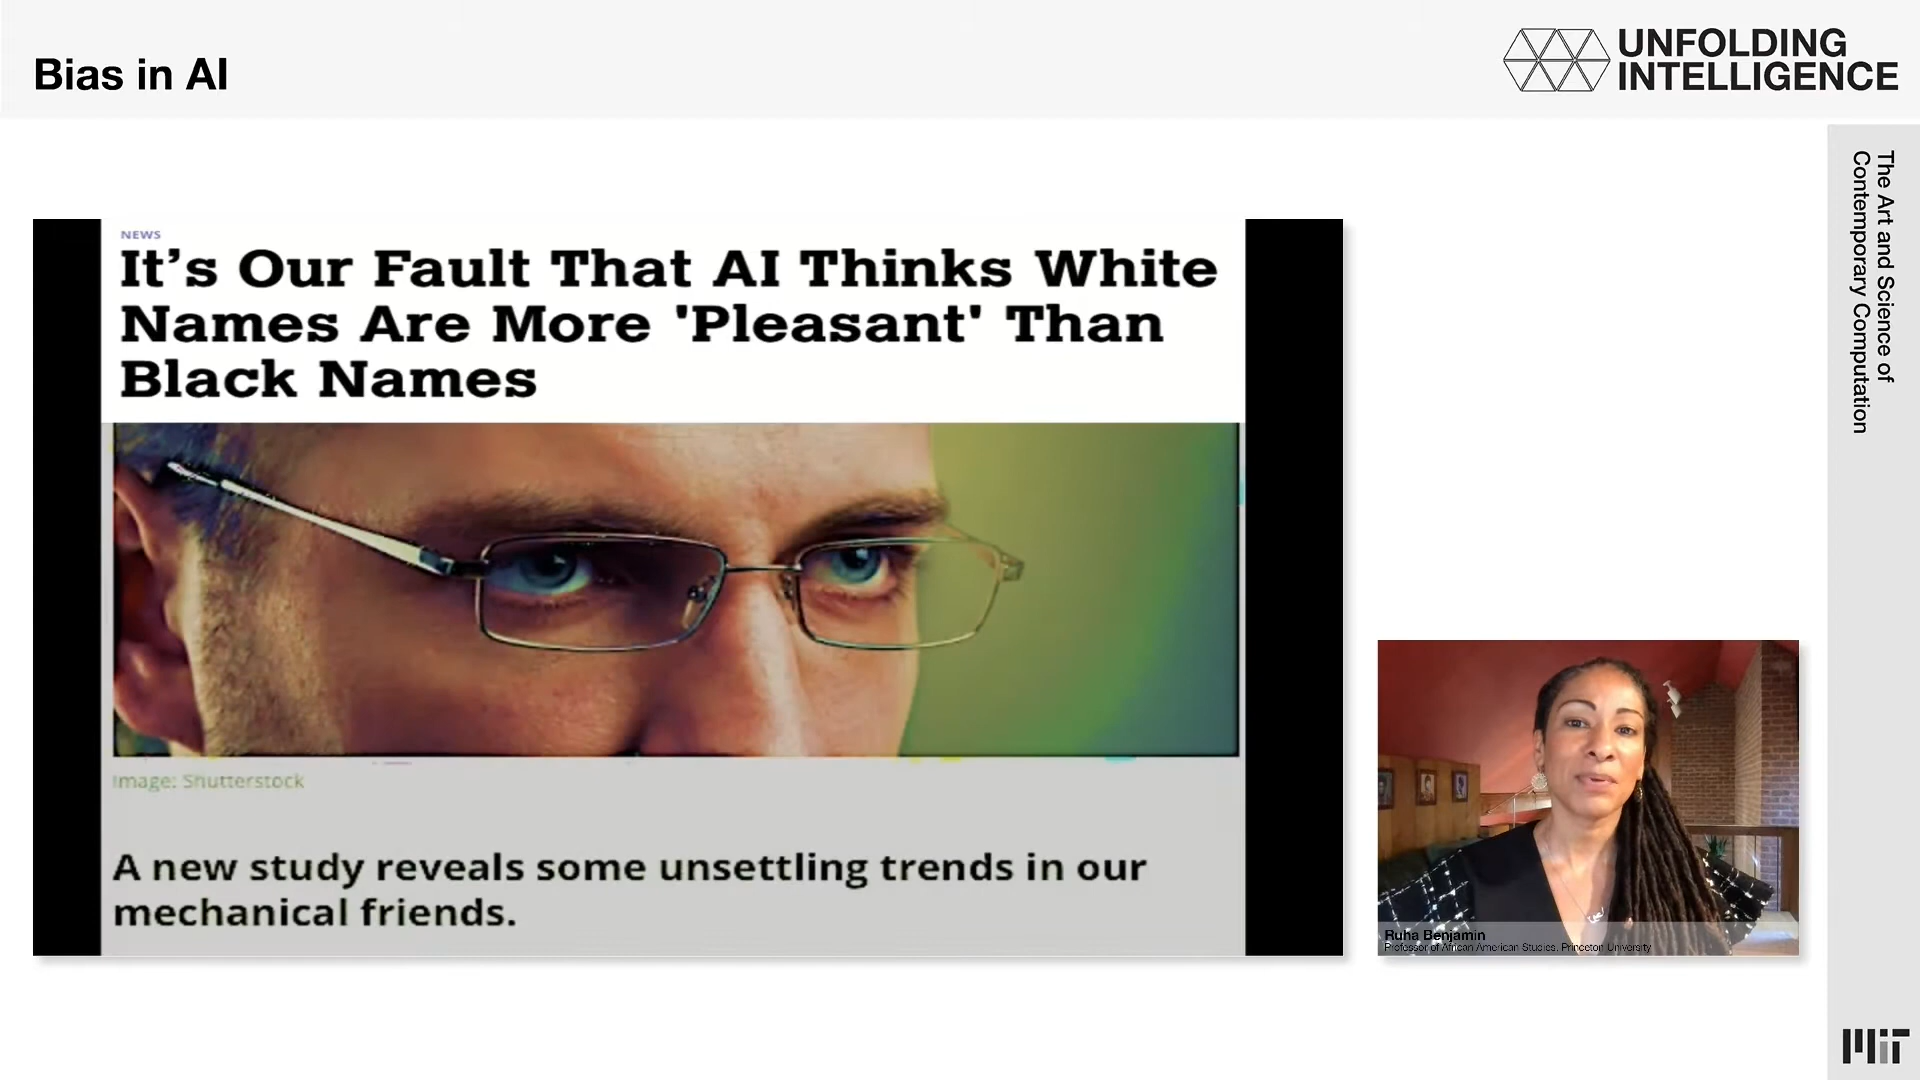 Bias in AI
UNFOLDING
INTELLIGENCE
The Art and Science of
Contemporary Computation
NEWS
It’s Our Fault That AI Thinks White
Names Are More 'Pleasant' Than
Black Names
Image: Shutterstock
A new study reveals some unsettling trends in our
mechanical friends.
Ruha Benjamin
Professor of African American Studies, Princeton University
MIT